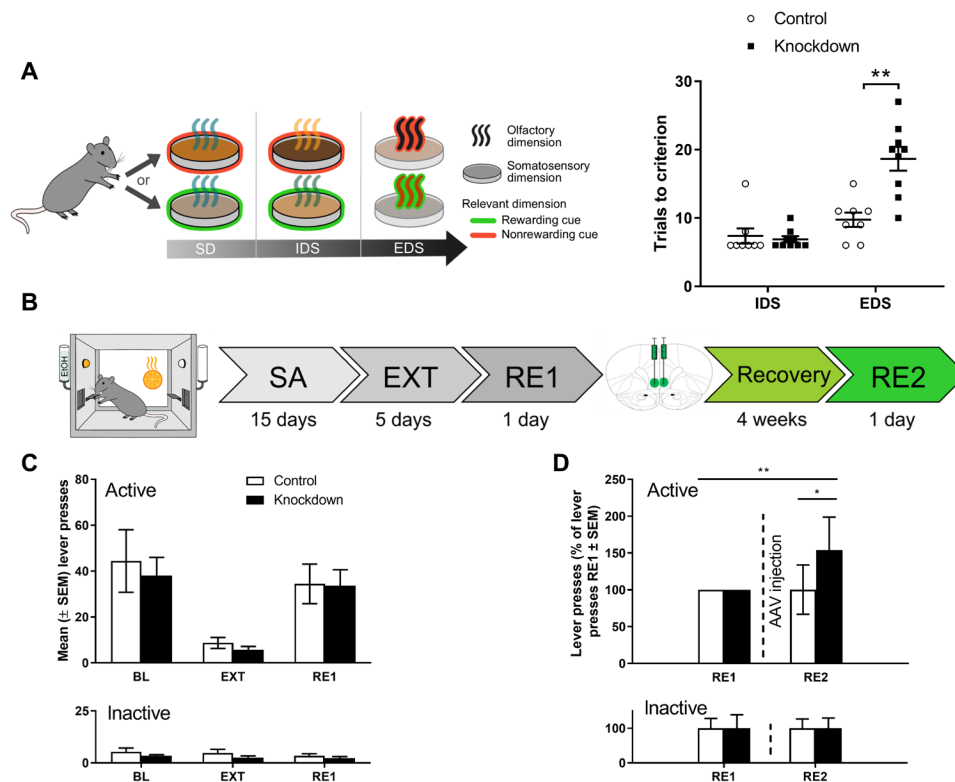 A
or
SD
IDS
EDS
Olfactory
dimension
Somatosensory
dimension
Relevant dimension
Rewarding cue
Nonrewarding cue
Control
Knockdown
Trials to criterion
30
20
10
0
**
IDS
EDS
B
EtOH
SA
EXT
RE1
Recovery
RE2
15 days
5 days
1 day
4 weeks
1 day
C
Active
Control
Knockdown
Mean (± SEM) lever presses
80
60
40
20
0
BL
EXT
RE1
Inactive
25
0
BL
EXT
RE1
D
Active
**
*
Lever presses (% of lever
presses RE1 ± SEM)
250
200
150
100
50
0
AAV injection
RE1
RE2
Inactive
100
0
RE1
RE2